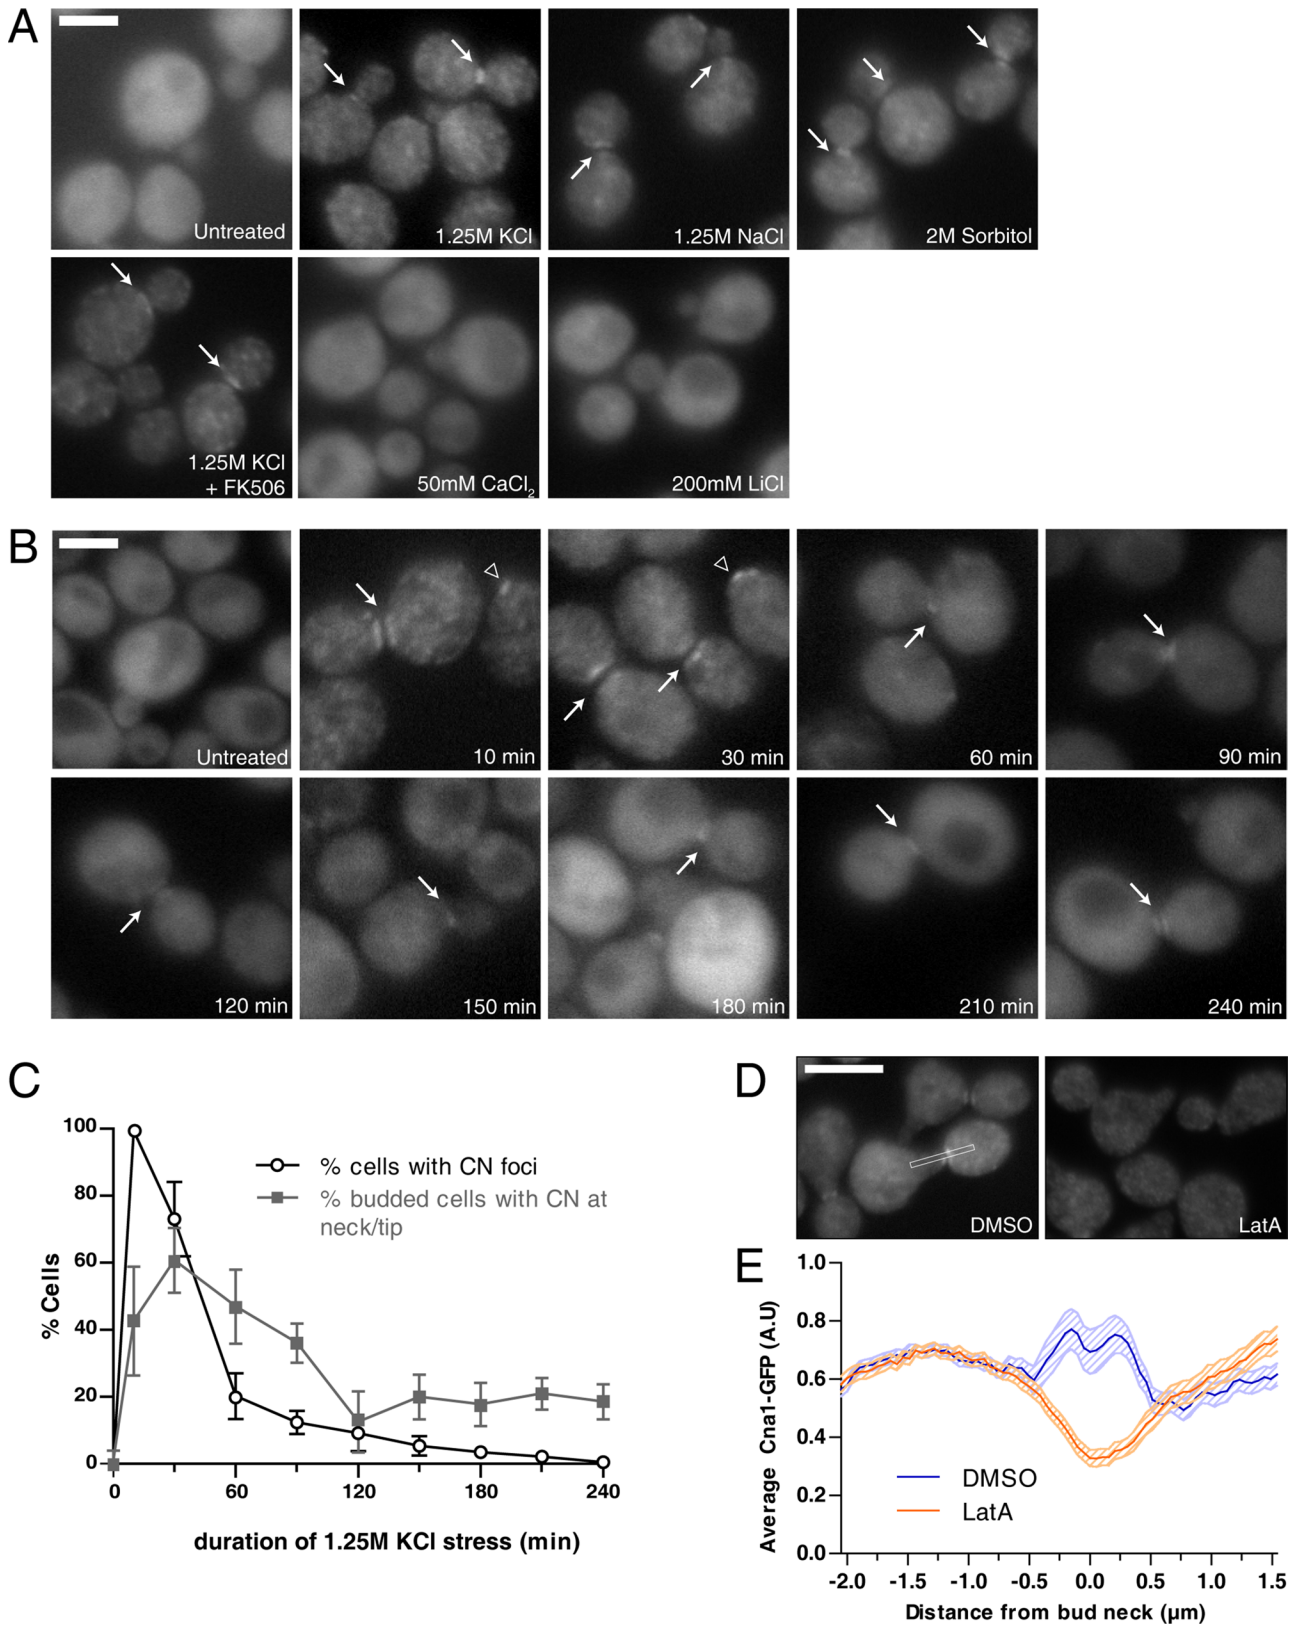 A
Untreated
1.25M KCl
1.25M NaCl
2M Sorbitol
1.25M KCl
+ FK506
50mM CaCl₂
200mM LiCl
B
Untreated
10 min
30 min
60 min
90 min
120 min
150 min
180 min
210 min
240 min
C
100
80
60
40
20
0
% Cells
% cells with CN foci
% budded cells with CN at
neck/tip
0
60
120
180
240
duration of 1.25M KCl stress (min)
D
DMSO
LatA
E
1.0
0.8
0.6
0.4
0.2
0.0
Average Cna1-GFP (A.U)
DMSO
LatA
-2.0
-1.5
-1.0
-0.5
0.0
0.5
1.0
1.5
Distance from bud neck (µm)